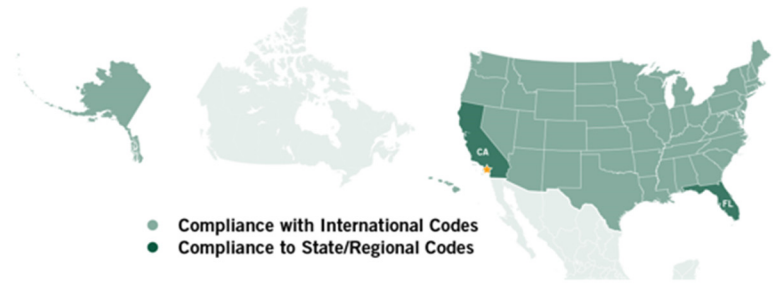 CA
FL
Compliance with International Codes
Compliance to State/Regional Codes